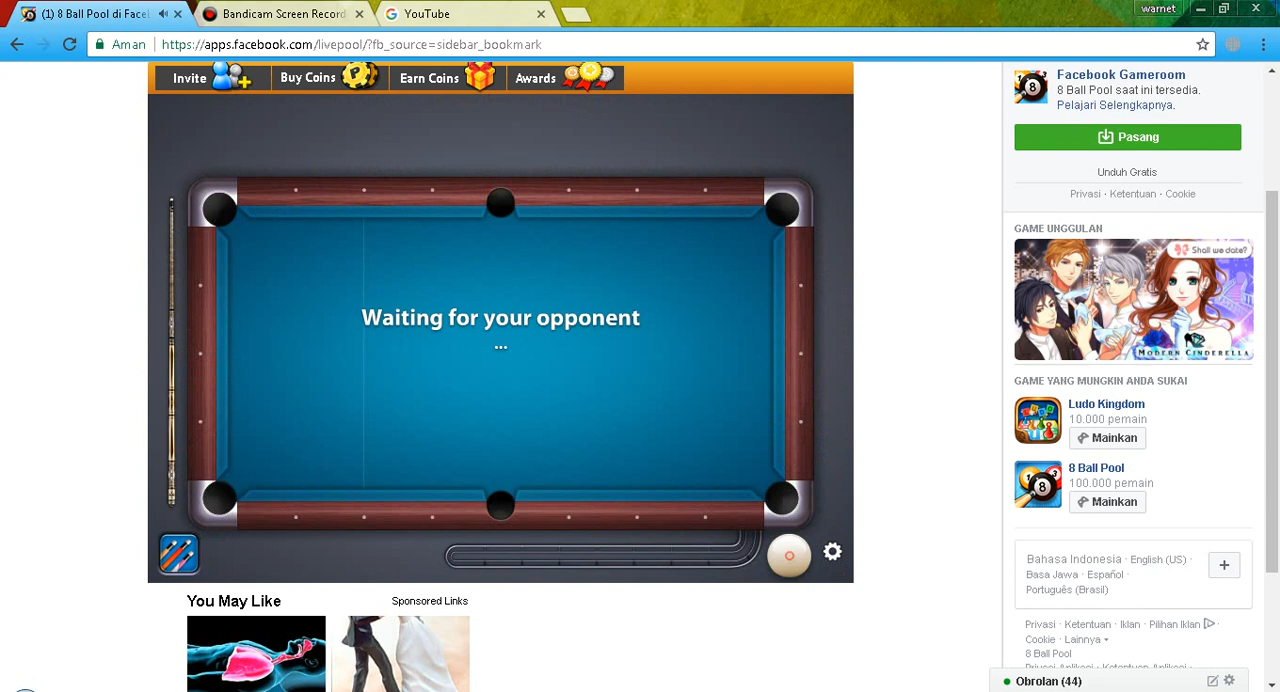 (1) 8 Ball Pool di Facel
Bandicam Screen Record
YouTube
warnet
Aman
https://apps.facebook.com/livepool/?fb_source=sidebar_bookmark
Invite
Buy Coins
P
Earn Coins
Awards
Waiting for your opponent
...
You May Like
Sponsored Links
Facebook Gameroom
8 Ball Pool saat ini tersedia.
Pelajari Selengkapnya.
Pasang
Unduh Gratis
Privasi · Ketentuan · Cookie
GAME UNGGULAN
Shall we date?
MODERN CINDERELLA
GAME YANG MUNGKIN ANDA SUKAI
Ludo Kingdom
10.000 pemain
Mainkan
8 Ball Pool
100.000 pemain
Mainkan
Bahasa Indonesia · English (US) ·
Basa Jawa · Español ·
Português (Brasil)
Privasi · Ketentuan · Iklan · Pilihan Iklan ·
Cookie · Lainnya
8 Ball Pool
Privasi Aplikasi · Ketentuan Aplikasi ·
Obrolan (44)